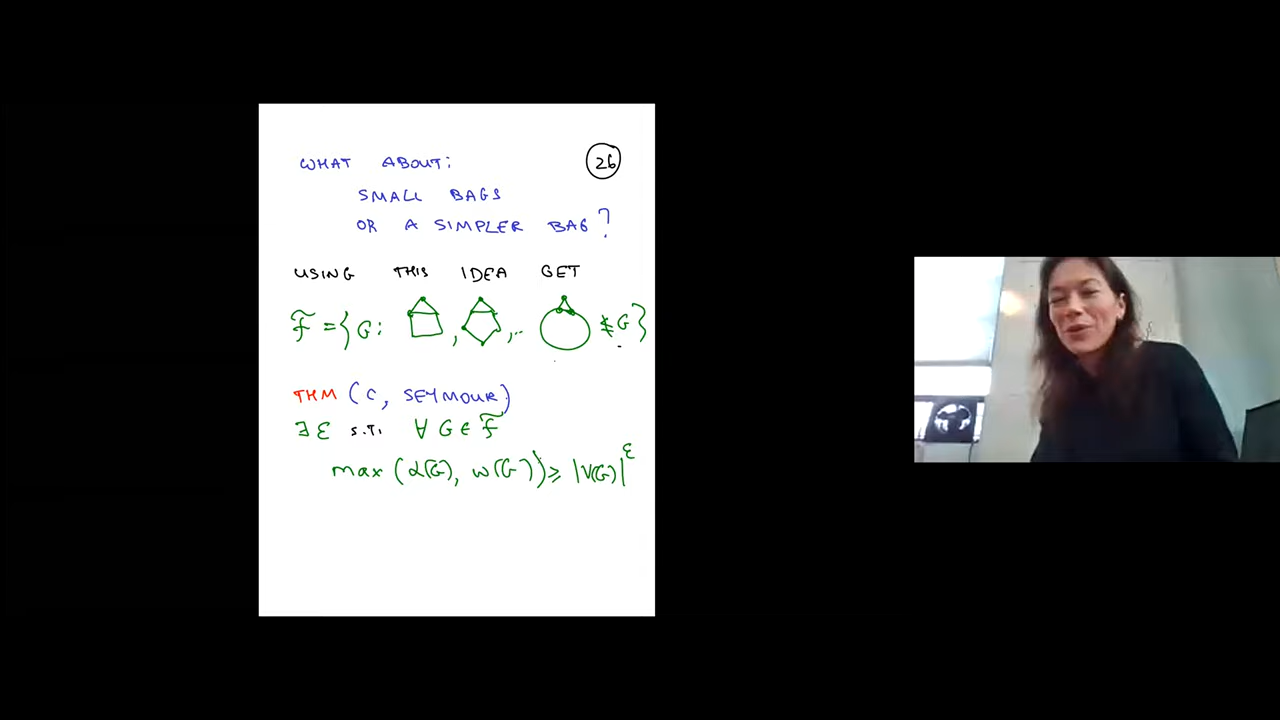 WHAT ABOUT:
26
SMALL BAGS
OR A SIMPLER BAG?
USING THIS IDEA GET
F̃ = { G: , , .. ⊄ G }
THM (C, SEYMOUR)
∃ ε s.t. ∀ G ∈ F̃
max (α(G), ω(G)) ≥ |V(G)|^ε